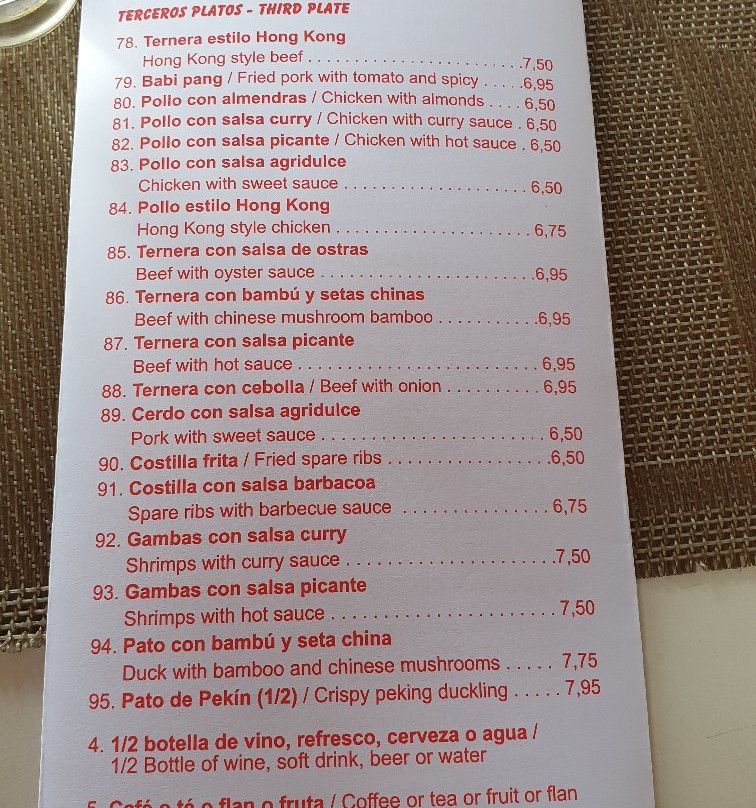 TERCEROS PLATOS - THIRD PLATE
78. Ternera estilo Hong Kong
Hong Kong style beef . . . . . . . . . . . . . . . . . . . . . . .7,50
79. Babi pang / Fried pork with tomato and spicy . . . . .6,95
80. Pollo con almendras / Chicken with almonds . . . . 6,50
81. Pollo con salsa curry / Chicken with curry sauce . 6,50
82. Pollo con salsa picante / Chicken with hot sauce . 6,50
83. Pollo con salsa agridulce
Chicken with sweet sauce . . . . . . . . . . . . . . . . . . . . 6,50
84. Pollo estilo Hong Kong
Hong Kong style chicken . . . . . . . . . . . . . . . . . . . . . 6,75
85. Ternera con salsa de ostras
Beef with oyster sauce . . . . . . . . . . . . . . . . . . . . . . .6,95
86. Ternera con bambú y setas chinas
Beef with chinese mushroom bamboo . . . . . . . . . . .6,95
87. Ternera con salsa picante
Beef with hot sauce . . . . . . . . . . . . . . . . . . . . . . . . . . 6,95
88. Ternera con cebolla / Beef with onion . . . . . . . . . . 6,95
89. Cerdo con salsa agridulce
Pork with sweet sauce . . . . . . . . . . . . . . . . . . . . . . . . 6,50
90. Costilla frita / Fried spare ribs . . . . . . . . . . . . . . . . .6,50
91. Costilla con salsa barbacoa
Spare ribs with barbecue sauce . . . . . . . . . . . . . . . 6,75
92. Gambas con salsa curry
Shrimps with curry sauce . . . . . . . . . . . . . . . . . . . . . .7,50
93. Gambas con salsa picante
Shrimps with hot sauce . . . . . . . . . . . . . . . . . . . . . . . . 7,50
94. Pato con bambú y seta china
Duck with bamboo and chinese mushrooms . . . . . 7,75
95. Pato de Pekín (1/2) / Crispy peking duckling . . . . . 7,95
4. 1/2 botella de vino, refresco, cerveza o agua /
1/2 Bottle of wine, soft drink, beer or water
5. Café o té o flan o fruta / Coffee or tea or fruit or flan